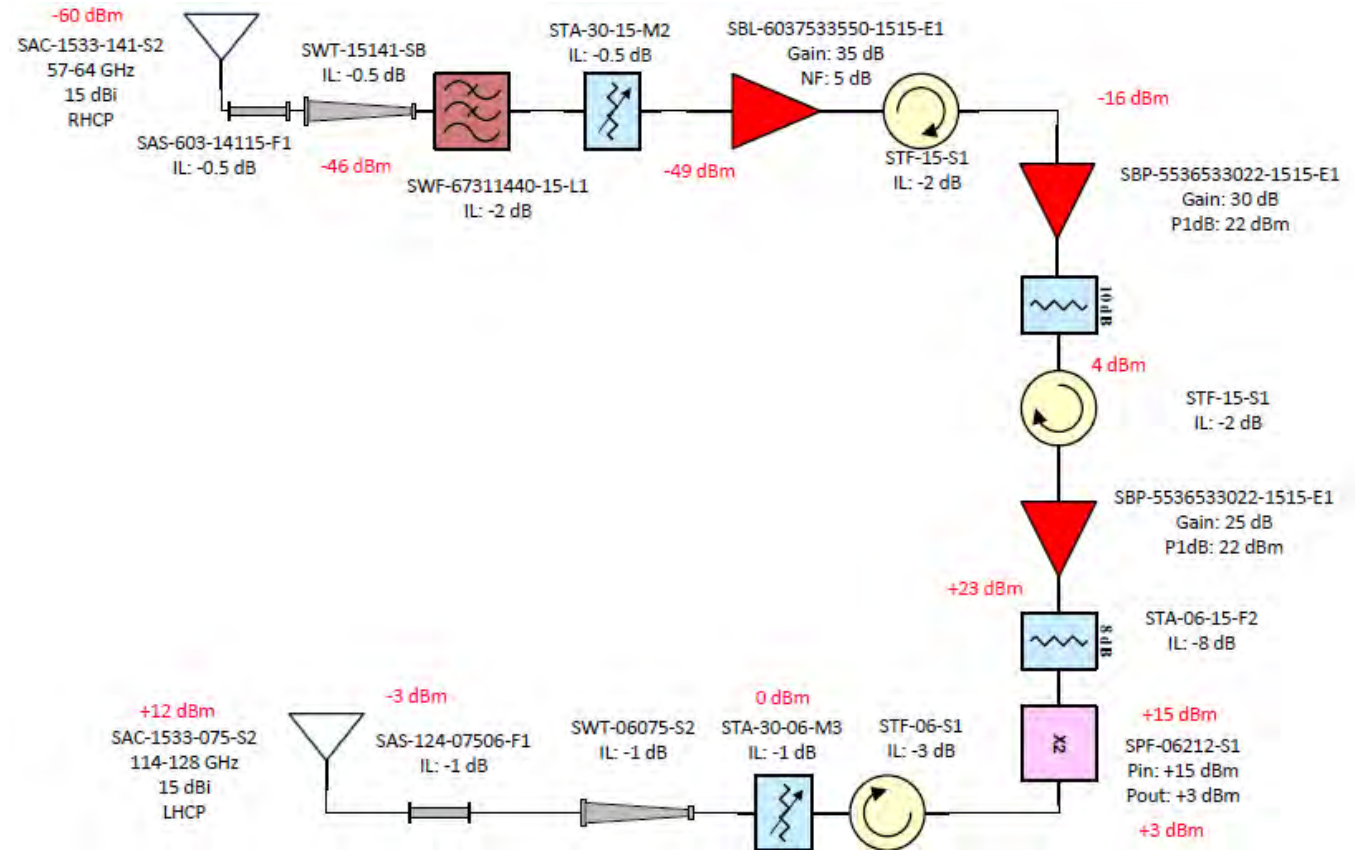 -60 dBm
SAC-1533-141-S2
57-64 GHz
15 dBi
RHCP
SAS-603-14115-F1
IL: -0.5 dB
SWT-15141-SB
IL: -0.5 dB
-46 dBm
SWF-67311440-15-L1
IL: -2 dB
STA-30-15-M2
IL: -0.5 dB
-49 dBm
SBL-6037533550-1515-E1
Gain: 35 dB
NF: 5 dB
STF-15-S1
IL: -2 dB
-16 dBm
SBP-5536533022-1515-E1
Gain: 30 dB
P1dB: 22 dBm
10 dB
4 dBm
STF-15-S1
IL: -2 dB
SBP-5536533022-1515-E1
Gain: 25 dB
P1dB: 22 dBm
+23 dBm
STA-06-15-F2
IL: -8 dB
8 dB
+15 dBm
X2
SPF-06212-S1
Pin: +15 dBm
Pout: +3 dBm
+3 dBm
STF-06-S1
IL: -3 dB
0 dBm
STA-30-06-M3
IL: -1 dB
SWT-06075-S2
IL: -1 dB
-3 dBm
SAS-124-07506-F1
IL: -1 dB
+12 dBm
SAC-1533-075-S2
114-128 GHz
15 dBi
LHCP